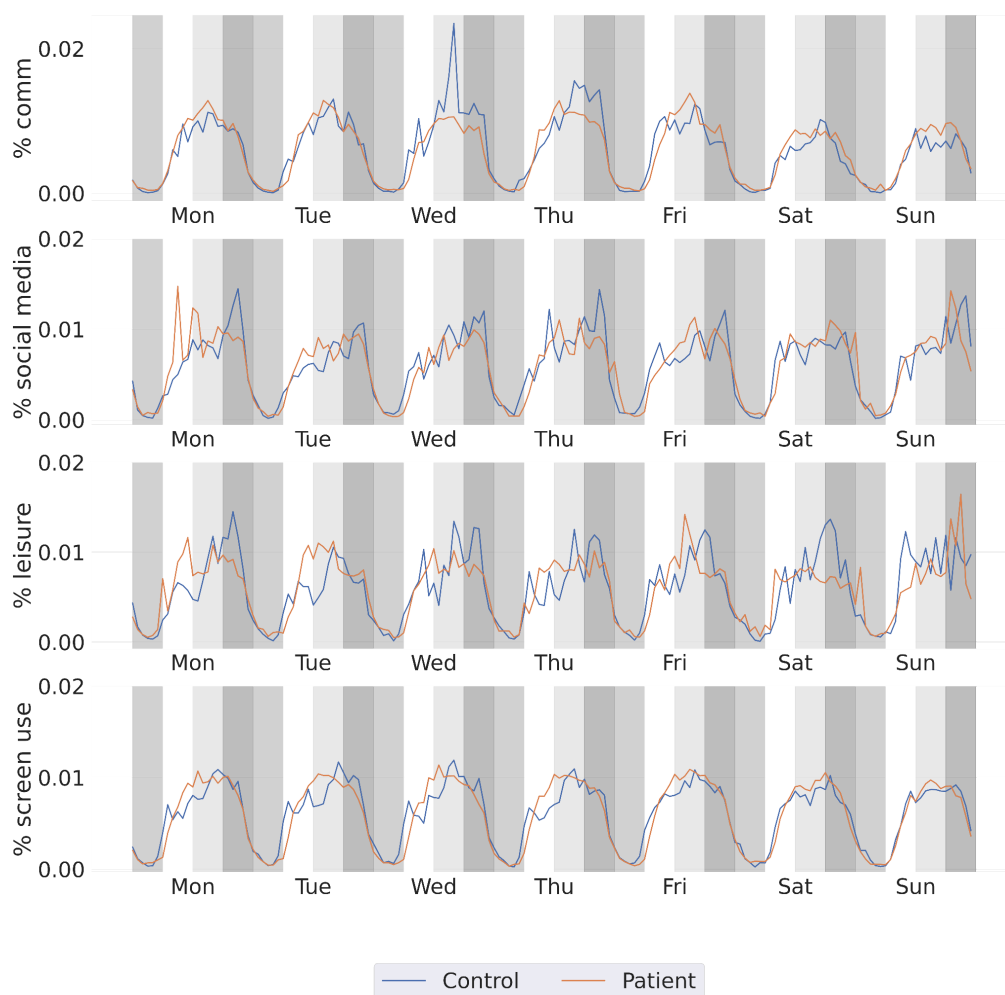 % comm
0.02
0.00
Mon Tue Wed Thu Fri Sat Sun
% social media
0.02
0.01
0.00
Mon Tue Wed Thu Fri Sat Sun
% leisure
0.02
0.01
0.00
Mon Tue Wed Thu Fri Sat Sun
% screen use
0.02
0.01
0.00
Mon Tue Wed Thu Fri Sat Sun
Control Patient